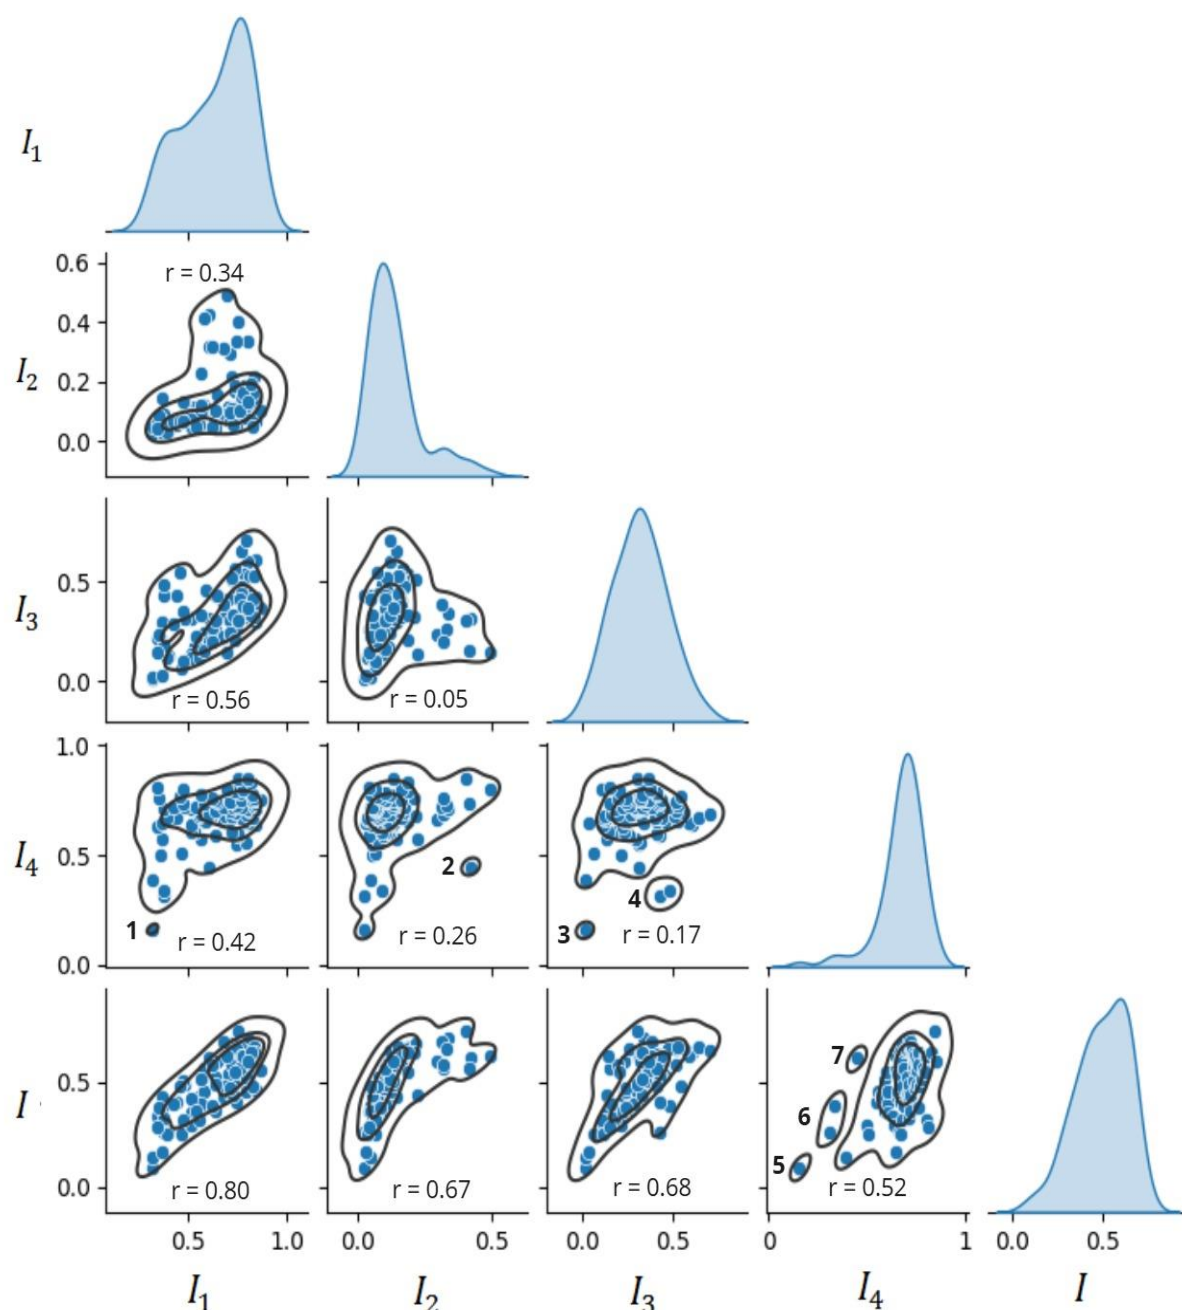 I₁
0.6
r = 0.34
0.4
I₂
0.2
0.0
0.5
I₃
0.0
r = 0.56
r = 0.05
1.0
I₄
0.5
2
4
1
r = 0.42
r = 0.26
3
r = 0.17
0.0
7
I
0.5
6
5
0.0
r = 0.80
r = 0.67
r = 0.68
r = 0.52
0.5 1.0 0.0 0.5 0.0 0.5 0 1 0.0 0.5
I₁ I₂ I₃ I₄ I